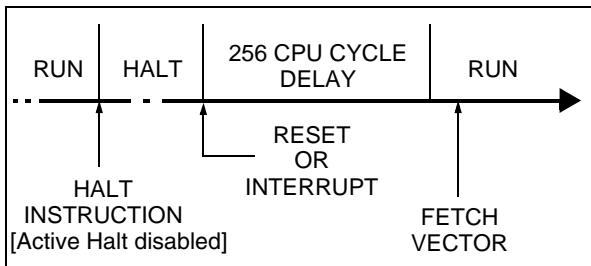 RUN
HALT
256 CPU CYCLE
DELAY
RUN
RESET
OR
INTERRUPT
HALT
INSTRUCTION
[Active Halt disabled]
FETCH
VECTOR